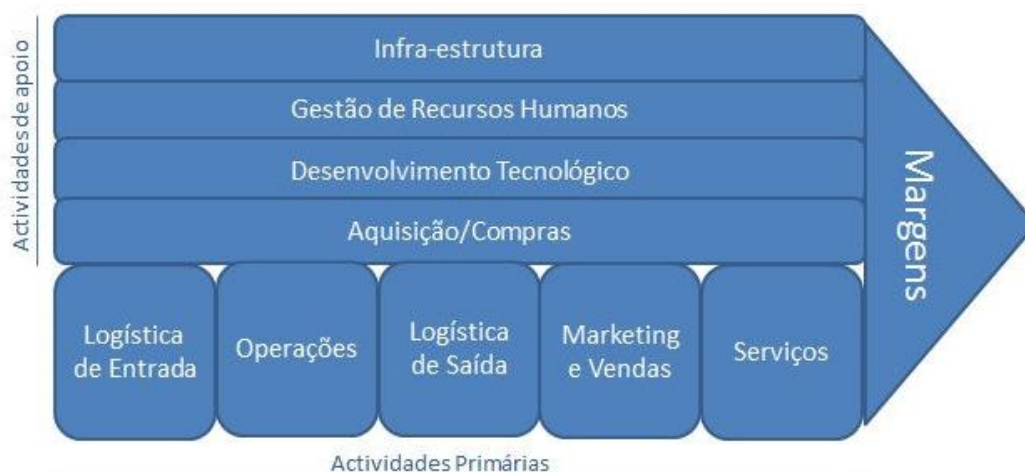 Actividades de apoio
Infra-estrutura
Gestão de Recursos Humanos
Desenvolvimento Tecnológico
Aquisição/Compras
Logística
de Entrada
Operações
Logística
de Saída
Marketing
e Vendas
Serviços
Margens
Actividades Primárias